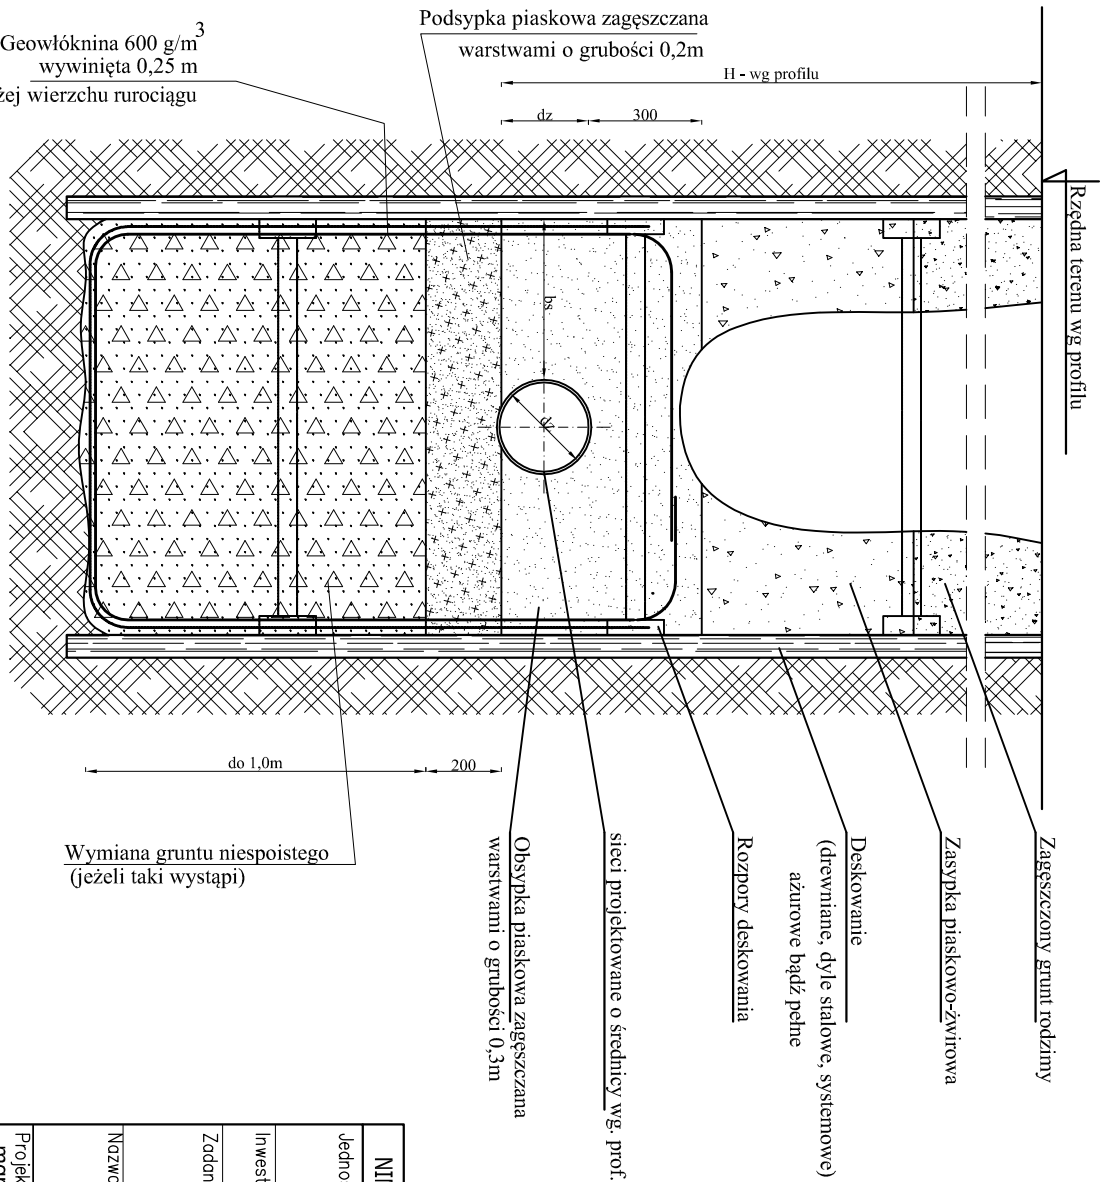 Podsypka piaskowa zagęszczana
warstwami o grubości 0,2m
Geowłóknina 600 g/m3
wywinięta 0,25 m
wierzchu rurociągu
H - wg profilu
dz
300
Rzędna terenu wg profilu
bs
dz
do 1,0m
200
Wymiana gruntu niespoistego
(jeżeli taki wystąpi)
Zagęszczony grunt rodzimy
Zasypka piaskowo-żwirowa
Deskowanie
(drewniane, dyle stalowe, systemowe)
ażurowe bądź pełne
Rozpory deskowania
sieci projektowane o średnicy wg. prof.
Obsypka piaskowa zagęszczana
warstwami o grubości 0,3m